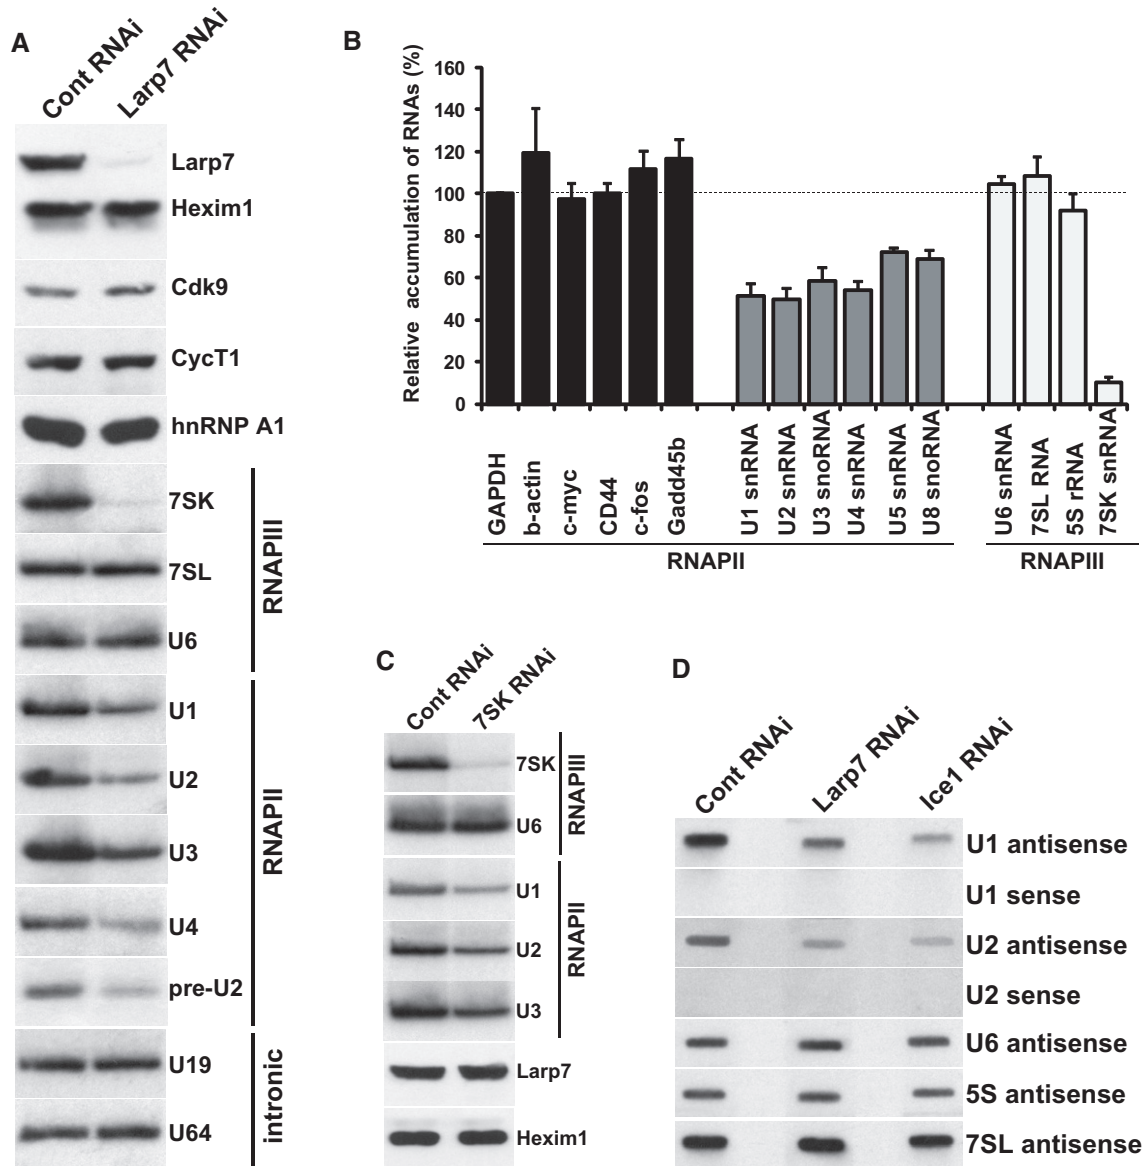 A
Cont RNAi
Larp7 RNAi
Larp7
Hexim1
Cdk9
CycT1
hnRNP A1
7SK
7SL
U6
RNAPIII
U1
U2
U3
U4
pre-U2
RNAPII
U19
U64
intronic
B
Relative accumulation of RNAs (%)
160
140
120
100
80
60
40
20
0
GAPDH
b-actin
c-myc
CD44
c-fos
Gadd45b
U1 snRNA
U2 snRNA
U3 snoRNA
U4 snRNA
U5 snRNA
U8 snoRNA
U6 snRNA
7SL RNA
5S rRNA
7SK snRNA
RNAPII
RNAPIII
C
Cont RNAi
7SK RNAi
7SK
U6
RNAPIII
U1
U2
U3
RNAPII
Larp7
Hexim1
D
Cont RNAi
Larp7 RNAi
Ice1 RNAi
U1 antisense
U1 sense
U2 antisense
U2 sense
U6 antisense
5S antisense
7SL antisense